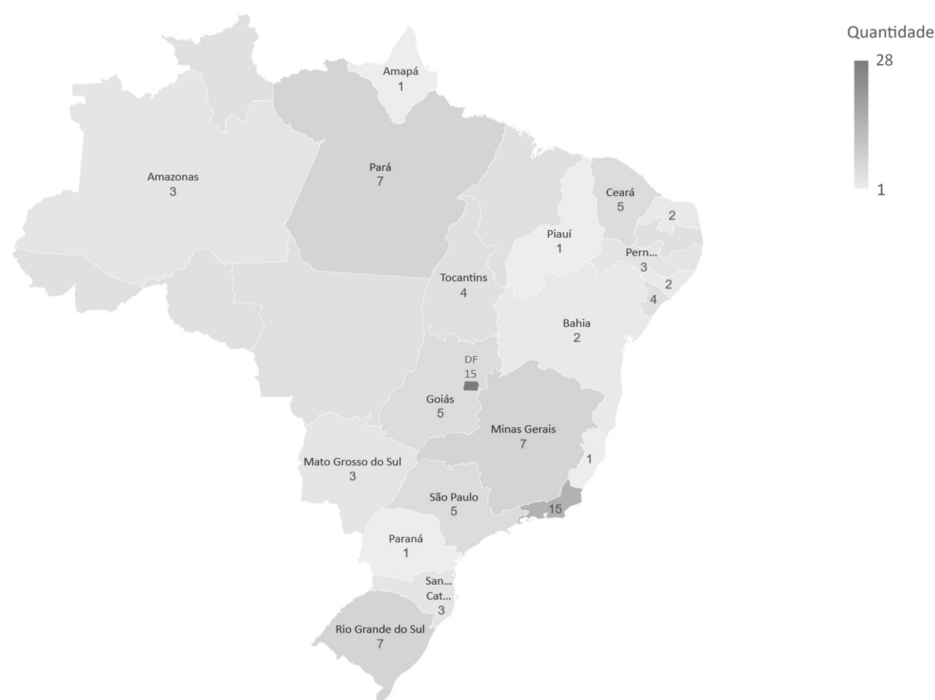 Quantidade
28
1
Amapá
1
Pará
7
Amazonas
3
Ceará
5
2
Piauí
1
Pern...
3
2
4
Tocantins
4
Bahia
2
DF
15
Goiás
5
Minas Gerais
7
1
Mato Grosso do Sul
3
São Paulo
5
15
Paraná
1
San...
Cat...
3
Rio Grande do Sul
7